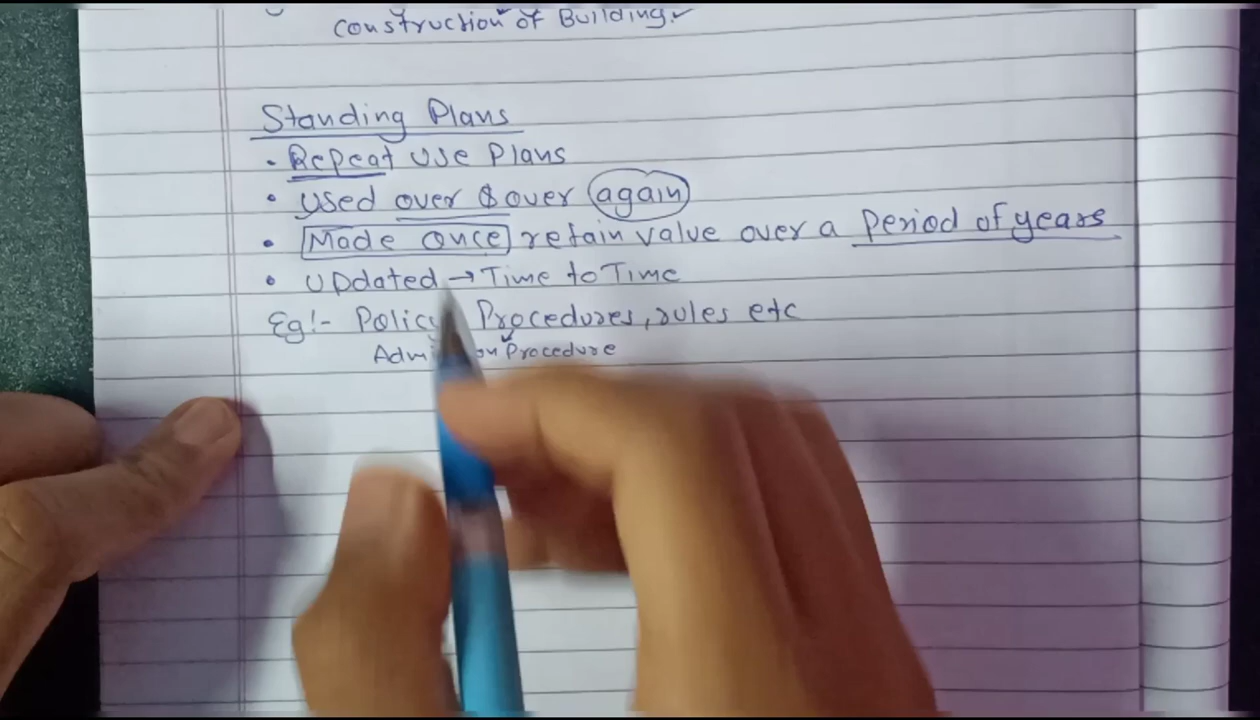 Construction of Building
Standing Plans
• Repeat Use Plans
• Used over & over again
• Made once retain value over a Period of years
• Updated → Time to Time
Eg:- Policy Procedures, rules etc
Procedure